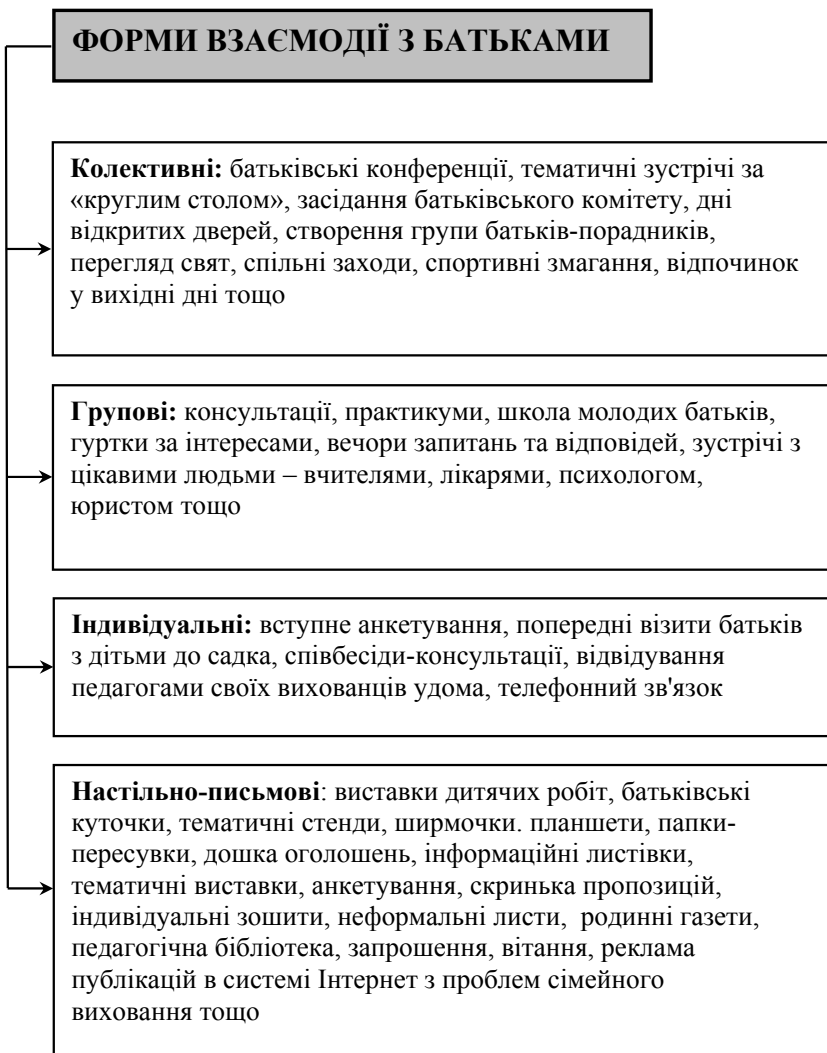 ФОРМИ ВЗАЄМОДІЇ З БАТЬКАМИ
Колективні: батьківські конференції, тематичні зустрічі за
«круглим столом», засідання батьківського комітету, дні
відкритих дверей, створення групи батьків-порадників,
перегляд свят, спільні заходи, спортивні змагання, відпочинок
у вихідні дні тощо
Групові: консультації, практикуми, школа молодих батьків,
гуртки за інтересами, вечори запитань та відповідей, зустрічі з
цікавими людьми – вчителями, лікарями, психологом,
юристом тощо
Індивідуальні: вступне анкетування, попередні візити батьків
з дітьми до садка, співбесіди-консультації, відвідування
педагогами своїх вихованців удома, телефонний зв'язок
Настільно-письмові: виставки дитячих робіт, батьківські
куточки, тематичні стенди, ширмочки. планшети, папки-
пересувки, дошка оголошень, інформаційні листівки,
тематичні виставки, анкетування, скринька пропозицій,
індивідуальні зошити, неформальні листи, родинні газети,
педагогічна бібліотека, запрошення, вітання, реклама
публікацій в системі Інтернет з проблем сімейного
виховання тощо